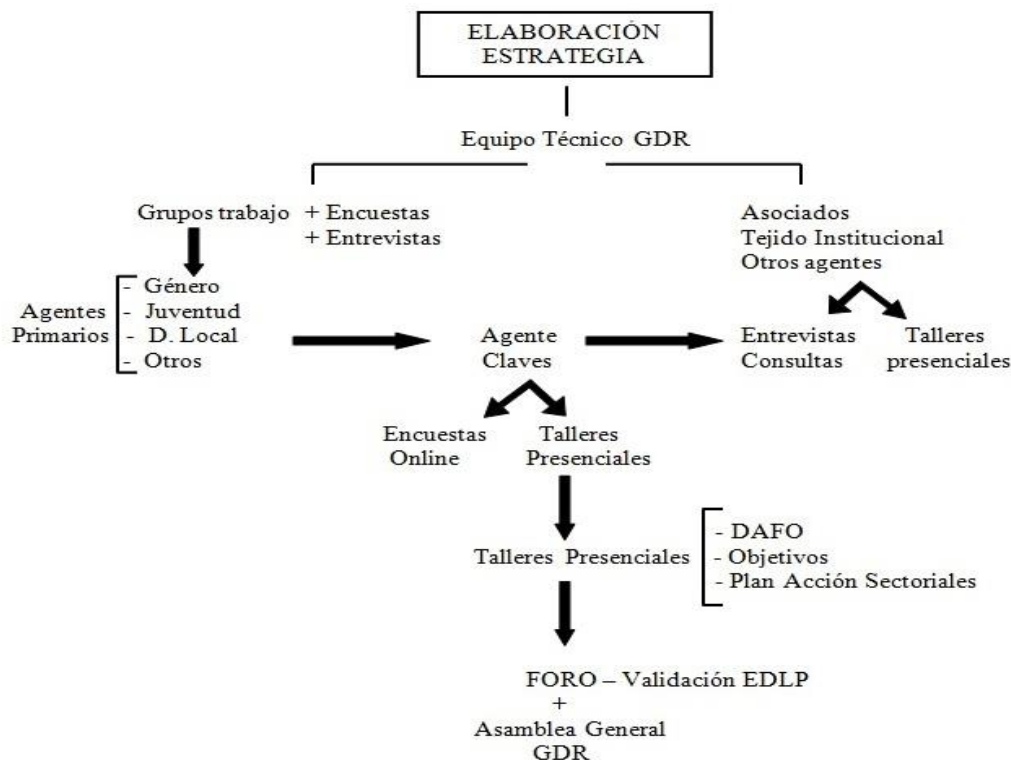 ELABORACIÓN
ESTRATEGIA
Equipo Técnico GDR
Grupos trabajo + Encuestas
+ Entrevistas
Asociados
Tejido Institucional
Otros agentes
Agentes
Primarios
- Género
- Juventud
- D. Local
- Otros
Agente
Claves
Entrevistas
Consultas
Talleres
presenciales
Encuestas
Online
Talleres
Presenciales
Talleres Presenciales
- DAFO
- Objetivos
- Plan Acción Sectoriales
FORO – Validación EDLP
+
Asamblea General
GDR